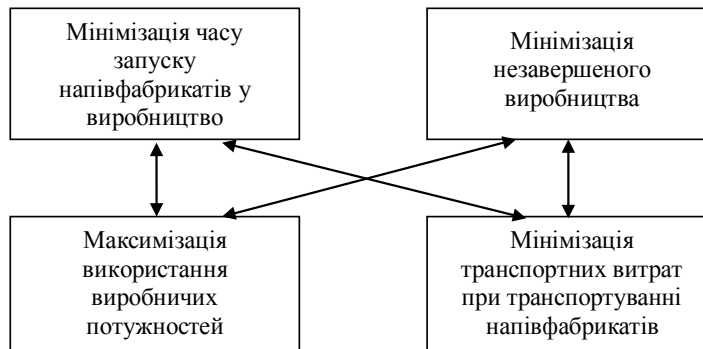 Мінімізація часу
запуску
напівфабрикатів у
виробництво
Мінімізація
незавершеного
виробництва
Максимізація
використання
виробничих
потужностей
Мінімізація
транспортних витрат
при транспортуванні
напівфабрикатів